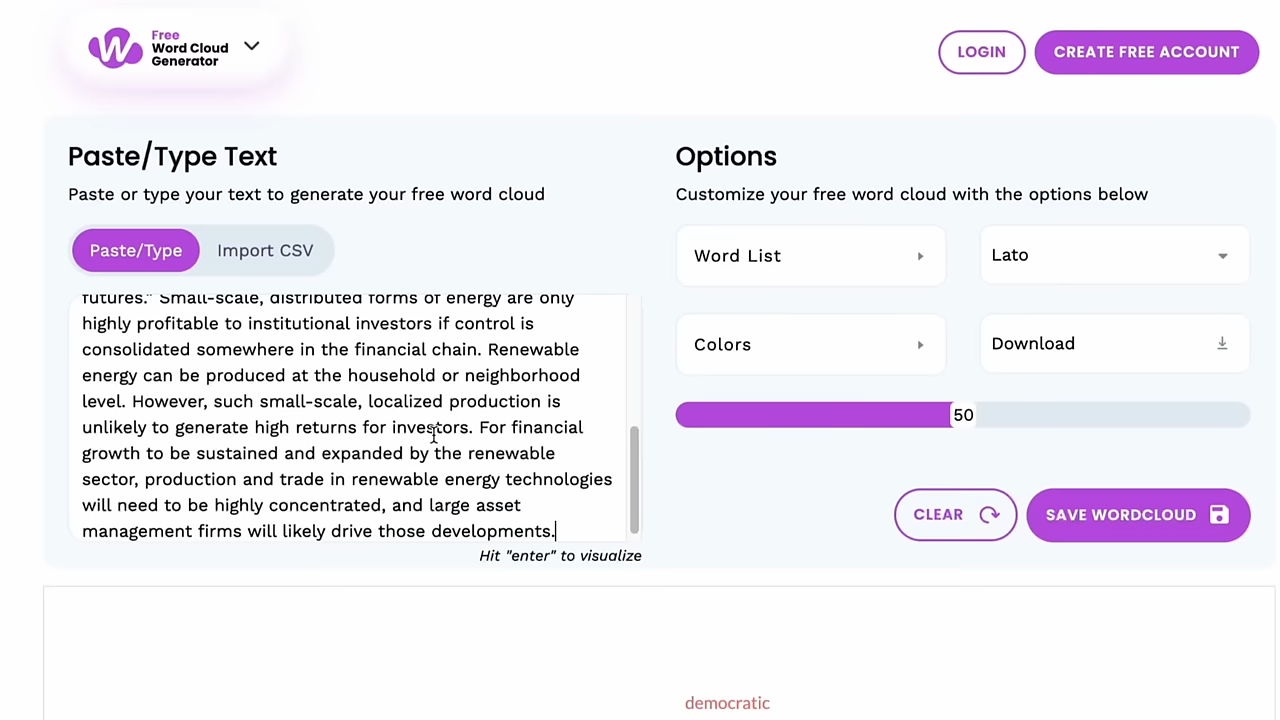 Free
Word Cloud
Generator
LOGIN
CREATE FREE ACCOUNT
Paste/Type Text
Paste or type your text to generate your free word cloud
Paste/Type
Import CSV
futures." Small-scale, distributed forms of energy are only
highly profitable to institutional investors if control is
consolidated somewhere in the financial chain. Renewable
energy can be produced at the household or neighborhood
level. However, such small-scale, localized production is
unlikely to generate high returns for investors. For financial
growth to be sustained and expanded by the renewable
sector, production and trade in renewable energy technologies
will need to be highly concentrated, and large asset
management firms will likely drive those developments.
Hit "enter" to visualize
Options
Customize your free word cloud with the options below
Word List
Lato
Colors
Download
50
CLEAR
SAVE WORDCLOUD
democratic